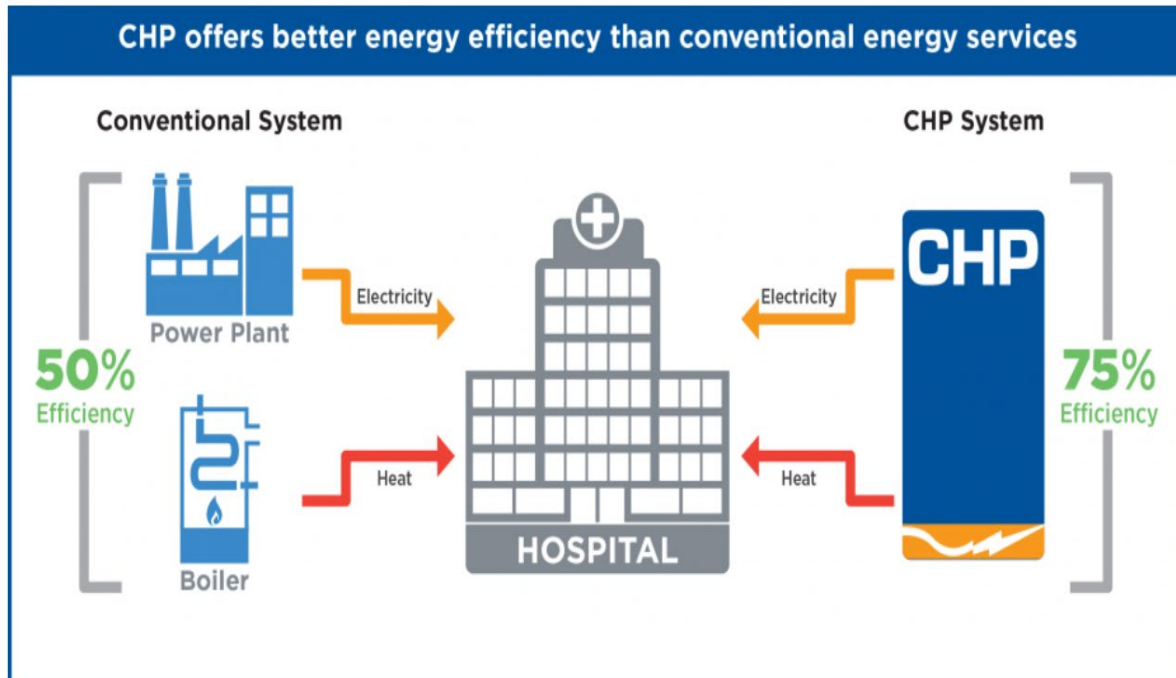 CHP offers better energy efficiency than conventional energy services
Conventional System
CHP System
Power Plant
Electricity
Electricity
CHP
50%
Efficiency
75%
Efficiency
Boiler
Heat
Heat
HOSPITAL